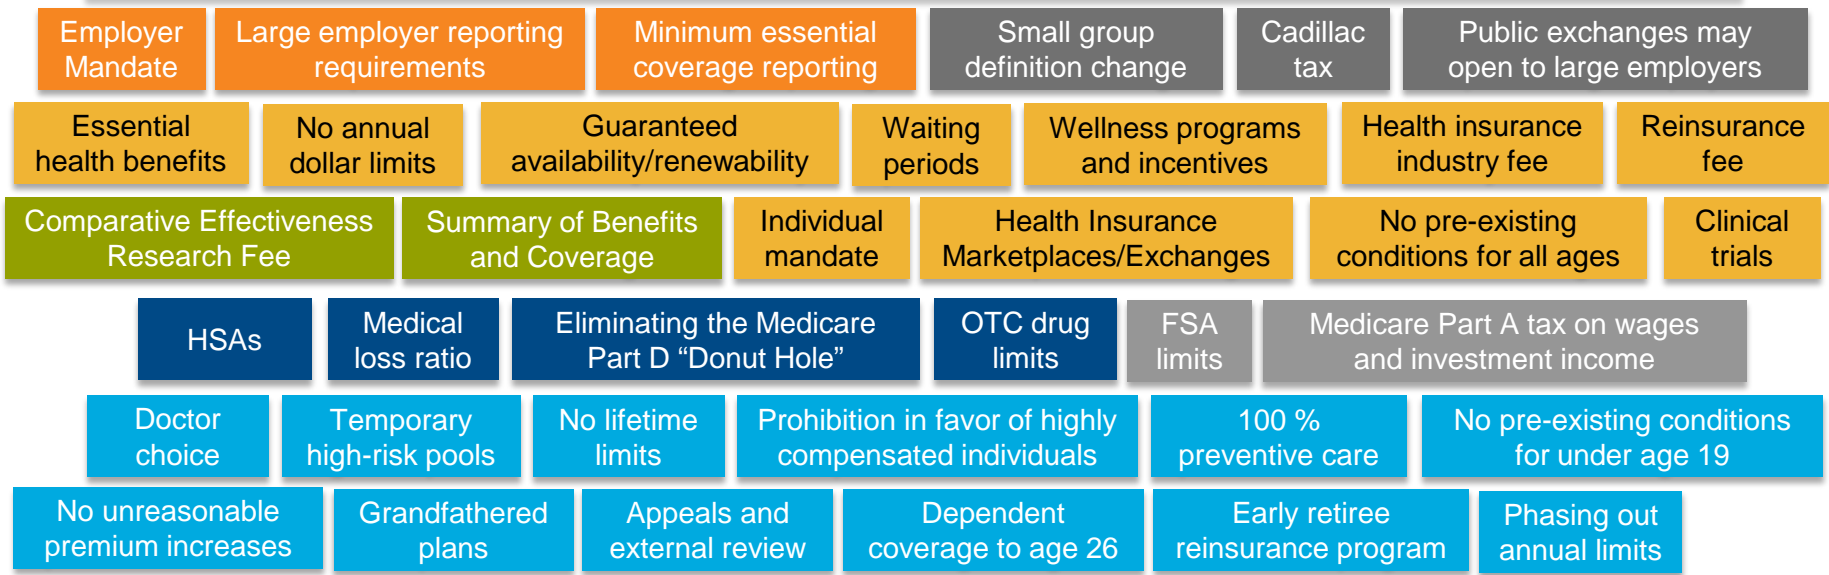 Employer
Mandate
Large employer reporting
requirements
Minimum essential
coverage reporting
Small group
definition change
Cadillac
tax
Public exchanges may
open to large employers
Essential
health benefits
No annual
dollar limits
Guaranteed
availability/renewability
Waiting
periods
Wellness programs
and incentives
Health insurance
industry fee
Reinsurance
fee
Comparative Effectiveness
Research Fee
Summary of Benefits
and Coverage
Individual
mandate
Health Insurance
Marketplaces/Exchanges
No pre-existing
conditions for all ages
Clinical
trials
HSAs
Medical
loss ratio
Eliminating the Medicare
Part D “Donut Hole”
OTC drug
limits
FSA
limits
Medicare Part A tax on wages
and investment income
Doctor
choice
Temporary
high-risk pools
No lifetime
limits
Prohibition in favor of highly
compensated individuals
100 %
preventive care
No pre-existing conditions
for under age 19
No unreasonable
premium increases
Grandfathered
plans
Appeals and
external review
Dependent
coverage to age 26
Early retiree
reinsurance program
Phasing out
annual limits